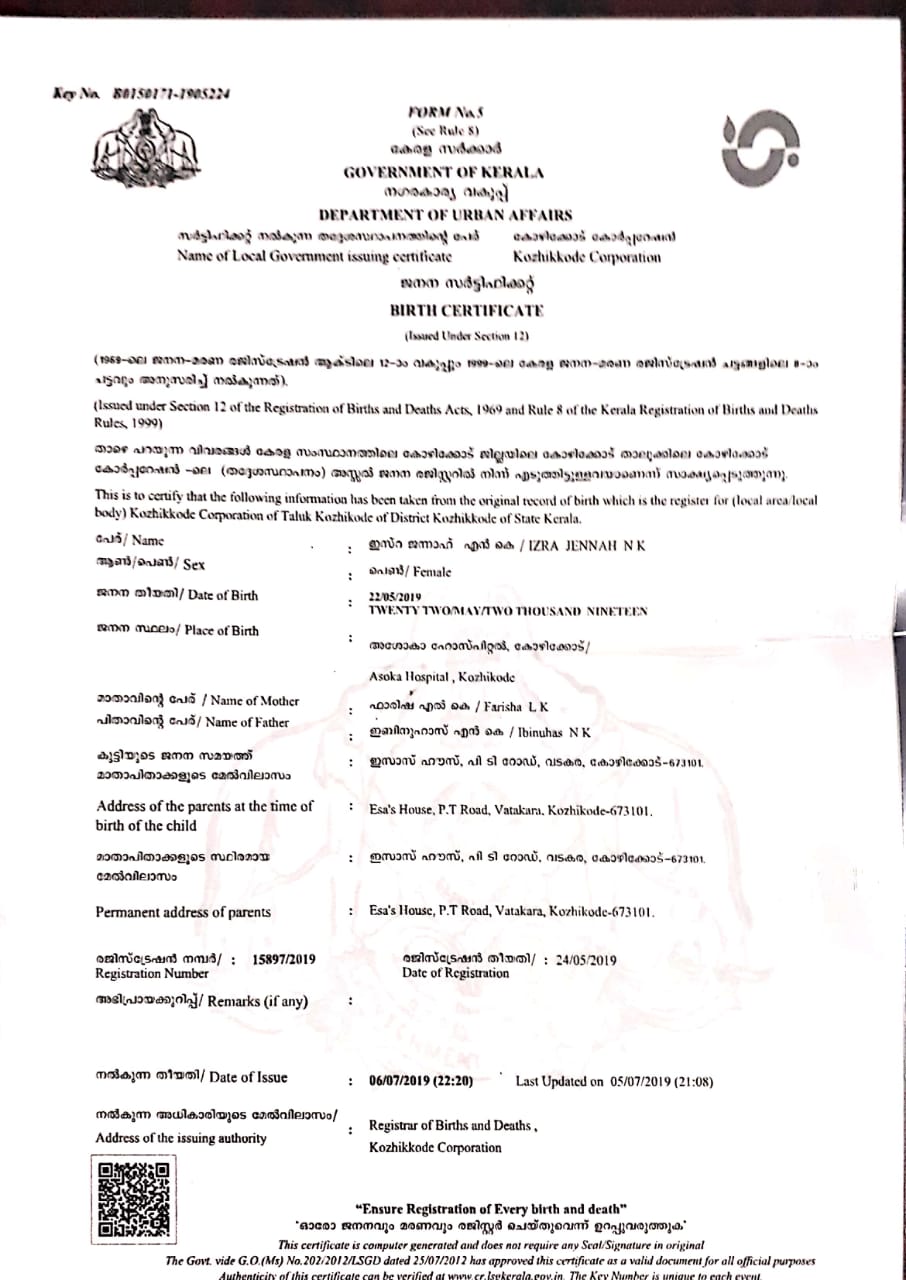 Key No. B0150171-1905224
FORM No.5
(See Rule 8)
കേരള സർക്കാർ
GOVERNMENT OF KERALA
നഗരകാര്യ വകുപ്പ്
DEPARTMENT OF URBAN AFFAIRS
സർട്ടിഫിക്കറ്റ് നൽകുന്ന തദ്ദേശസ്ഥാപനത്തിന്റെ പേര് കോഴിക്കോട് കോർപ്പറേഷൻ
Name of Local Government issuing certificate Kozhikkode Corporation
ജനന സർട്ടിഫിക്കറ്റ്
BIRTH CERTIFICATE
(Issued Under Section 12)
(1969-ലെ ജനന-മരണ രജിസ്ട്രേഷൻ ആക്ടിലെ 12-ാം വകുപ്പും 1999-ലെ കേരള ജനന-മരണ രജിസ്ട്രേഷൻ ചട്ടങ്ങളിലെ 8-ാം
ചട്ടവും അനുസരിച്ച് നൽകുന്നത്).
(Issued under Section 12 of the Registration of Births and Deaths Acts, 1969 and Rule 8 of the Kerala Registration of Births and Deaths
Rules, 1999)
താഴെ പറയുന്ന വിവരങ്ങൾ കേരള സംസ്ഥാനത്തിലെ കോഴിക്കോട് ജില്ലയിലെ കോഴിക്കോട് താലൂക്കിലെ കോഴിക്കോട്
കോർപ്പറേഷൻ -ലെ (തദ്ദേശസ്ഥാപനം) അസ്സൽ ജനന രജിസ്റ്ററിൽ നിന്ന് എടുത്തിട്ടുള്ളവയാണെന്ന് സാക്ഷ്യപ്പെടുത്തുന്നു.
This is to certify that the following information has been taken from the original record of birth which is the register for (local area/local
body) Kozhikkode Corporation of Taluk Kozhikode of District Kozhikkode of State Kerala.
പേര്/ Name : ഇസ്റ ജന്നാഹ് എൻ കെ / IZRA JENNAH N K
ആൺ/പെൺ/ Sex : പെൺ/ Female
ജനന തീയതി/ Date of Birth : 22/05/2019
TWENTY TWO/MAY/TWO THOUSAND NINETEEN
ജനന സ്ഥലം/ Place of Birth : അശോകാ ഹോസ്പിറ്റൽ, കോഴിക്കോട്/
Asoka Hospital , Kozhikode
മാതാവിന്റെ പേര് / Name of Mother : ഫാരിഷ എൽ കെ / Farisha L K
പിതാവിന്റെ പേര്/ Name of Father : ഇബിനുഹാസ് എൻ കെ / Ibinuhas N K
കുട്ടിയുടെ ജനന സമയത്ത് : ഇസാസ് ഹൗസ്, പി ടി റോഡ്, വടകര, കോഴിക്കോട്-673101.
മാതാപിതാക്കളുടെ മേൽവിലാസം
Address of the parents at the time of : Esa's House, P.T Road, Vatakara, Kozhikode-673101.
birth of the child
മാതാപിതാക്കളുടെ സ്ഥിരമായ : ഇസാസ് ഹൗസ്, പി ടി റോഡ്, വടകര, കോഴിക്കോട്-673101.
മേൽവിലാസം
Permanent address of parents : Esa's House, P.T Road, Vatakara, Kozhikode-673101.
രജിസ്ട്രേഷൻ നമ്പർ/ : 15897/2019 രജിസ്ട്രേഷൻ തീയതി/ : 24/05/2019
Registration Number Date of Registration
അഭിപ്രായക്കുറിപ്പ്/ Remarks (if any) :
നൽകുന്ന തീയതി/ Date of Issue : 06/07/2019 (22:20) Last Updated on 05/07/2019 (21:08)
നൽകുന്ന അധികാരിയുടെ മേൽവിലാസം/ : Registrar of Births and Deaths ,
Address of the issuing authority Kozhikkode Corporation
“Ensure Registration of Every birth and death”
'ഓരോ ജനനവും മരണവും രജിസ്റ്റർ ചെയ്തുവെന്ന് ഉറപ്പുവരുത്തുക'
This certificate is computer generated and does not require any Seal/Signature in original
The Govt. vide G.O.(Ms) No.202/2012/LSGD dated 25/07/2012 has approved this certificate as a valid document for all official purposes
Authenticity of this certificate can be verified at www.cr.lsgkerala.gov.in. The Key Number is unique to each event.